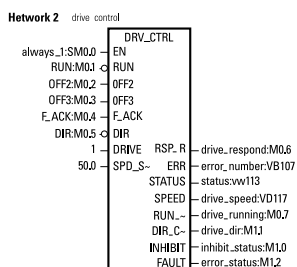 Hetwork 2 drive control
DRV_CTRL
always_1:SM0.0 EN
RUN:M0.1 RUN
OFF2:M0.2 0FF2
OFF3:M0.3 0FF3
F_ACK:M0.4 F_ACK
DIR:M0.5 DIR
1 DRIVE RSP_R drive_respond:M0.6
50.0 SPD_S~ ERR error_number:VB107
STATUS status:vw113
SPEED drive_speed:VD117
RUN_~ drive_running:M0.7
DIR_C~ drive_dir:M1.1
INHIBIT inhibit_status:M1.0
FAULT error_status:M1.2